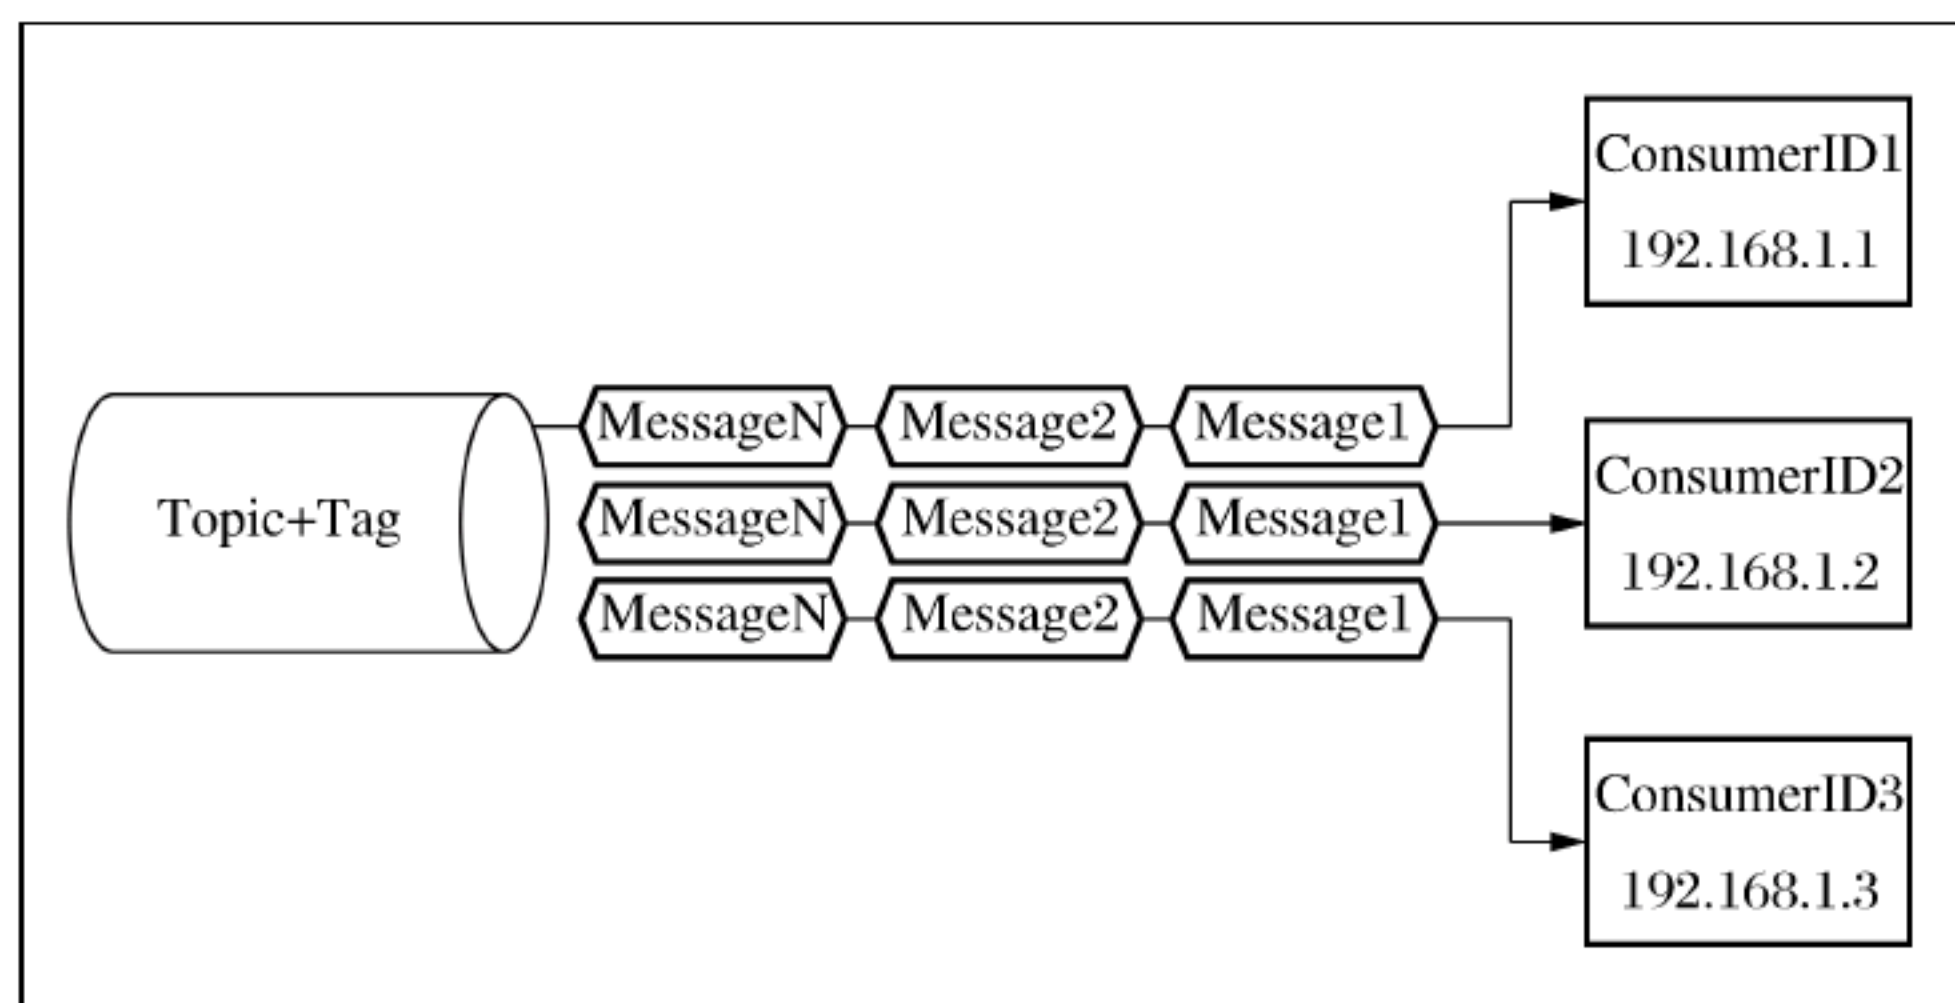 ConsumerID1
192.168.1.1
MessageN Message2 Message1
Topic+Tag
MessageN Message2 Message1
ConsumerID2
192.168.1.2
MessageN Message2 Message1
ConsumerID3
192.168.1.3